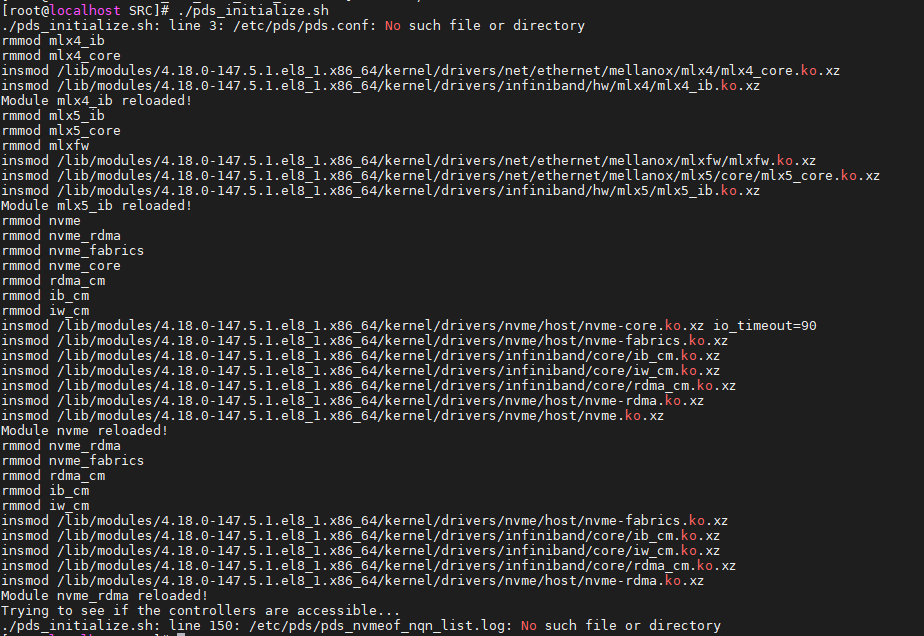 [root@localhost SRC]# ./pds_initialize.sh
./pds_initialize.sh: line 3: /etc/pds/pds.conf: No such file or directory
rmmod mlx4_ib
rmmod mlx4_core
insmod /lib/modules/4.18.0-147.5.1.el8_1.x86_64/kernel/drivers/net/ethernet/mellanox/mlx4/mlx4_core.ko.xz
insmod /lib/modules/4.18.0-147.5.1.el8_1.x86_64/kernel/drivers/infiniband/hw/mlx4/mlx4_ib.ko.xz
Module mlx4_ib reloaded!
rmmod mlx5_ib
rmmod mlx5_core
rmmod mlxfw
insmod /lib/modules/4.18.0-147.5.1.el8_1.x86_64/kernel/drivers/net/ethernet/mellanox/mlxfw/mlxfw.ko.xz
insmod /lib/modules/4.18.0-147.5.1.el8_1.x86_64/kernel/drivers/net/ethernet/mellanox/mlx5/core/mlx5_core.ko.xz
insmod /lib/modules/4.18.0-147.5.1.el8_1.x86_64/kernel/drivers/infiniband/hw/mlx5/mlx5_ib.ko.xz
Module mlx5_ib reloaded!
rmmod nvme
rmmod nvme_rdma
rmmod nvme_fabrics
rmmod nvme_core
rmmod rdma_cm
rmmod ib_cm
rmmod iw_cm
insmod /lib/modules/4.18.0-147.5.1.el8_1.x86_64/kernel/drivers/nvme/host/nvme-core.ko.xz io_timeout=90
insmod /lib/modules/4.18.0-147.5.1.el8_1.x86_64/kernel/drivers/nvme/host/nvme-fabrics.ko.xz
insmod /lib/modules/4.18.0-147.5.1.el8_1.x86_64/kernel/drivers/infiniband/core/ib_cm.ko.xz
insmod /lib/modules/4.18.0-147.5.1.el8_1.x86_64/kernel/drivers/infiniband/core/iw_cm.ko.xz
insmod /lib/modules/4.18.0-147.5.1.el8_1.x86_64/kernel/drivers/infiniband/core/rdma_cm.ko.xz
insmod /lib/modules/4.18.0-147.5.1.el8_1.x86_64/kernel/drivers/nvme/host/nvme-rdma.ko.xz
insmod /lib/modules/4.18.0-147.5.1.el8_1.x86_64/kernel/drivers/nvme/host/nvme.ko.xz
Module nvme reloaded!
rmmod nvme_rdma
rmmod nvme_fabrics
rmmod rdma_cm
rmmod ib_cm
rmmod iw_cm
insmod /lib/modules/4.18.0-147.5.1.el8_1.x86_64/kernel/drivers/nvme/host/nvme-fabrics.ko.xz
insmod /lib/modules/4.18.0-147.5.1.el8_1.x86_64/kernel/drivers/infiniband/core/ib_cm.ko.xz
insmod /lib/modules/4.18.0-147.5.1.el8_1.x86_64/kernel/drivers/infiniband/core/iw_cm.ko.xz
insmod /lib/modules/4.18.0-147.5.1.el8_1.x86_64/kernel/drivers/infiniband/core/rdma_cm.ko.xz
insmod /lib/modules/4.18.0-147.5.1.el8_1.x86_64/kernel/drivers/nvme/host/nvme-rdma.ko.xz
Module nvme_rdma reloaded!
Trying to see if the controllers are accessible...
./pds_initialize.sh: line 150: /etc/pds/pds_nvmeof_nqn_list.log: No such file or directory